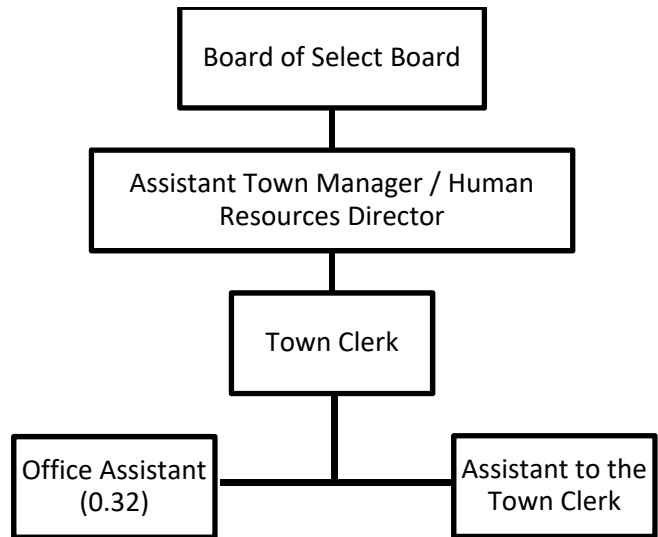 Board of Select Board
Assistant Town Manager / Human
Resources Director
Town Clerk
Office Assistant
(0.32)
Assistant to the
Town Clerk